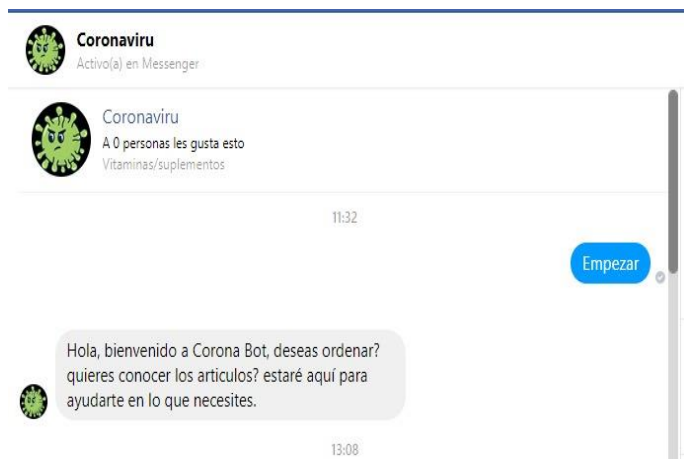 Coronaviru
Activo(a) en Messenger
Coronaviru
A 0 personas les gusta esto
Vitaminas/suplementos
11:32
Empezar
Hola, bienvenido a Corona Bot, deseas ordenar?
quieres conocer los articulos? estaré aquí para
ayudarte en lo que necesites.
13:08